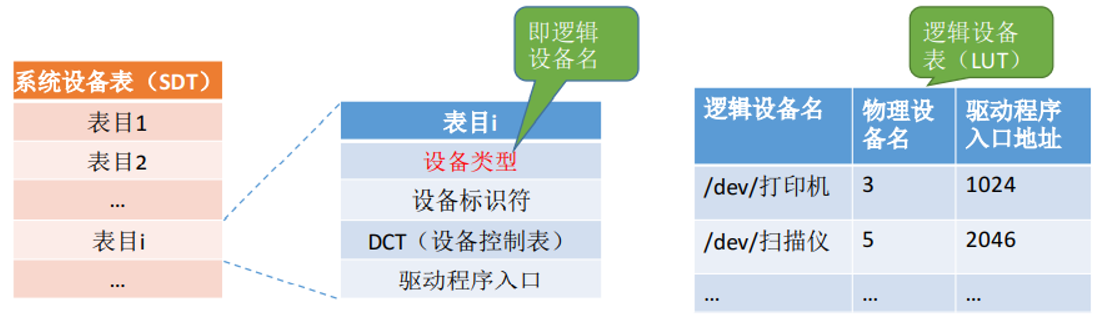 系统设备表（SDT）
表目1
表目2
…
表目i
…
即逻辑
设备名
表目i
设备类型
设备标识符
DCT（设备控制表）
驱动程序入口
逻辑设备
表（LUT）
逻辑设备名 物理设备名 驱动程序入口地址
/dev/打印机 3 1024
/dev/扫描仪 5 2046
… … …